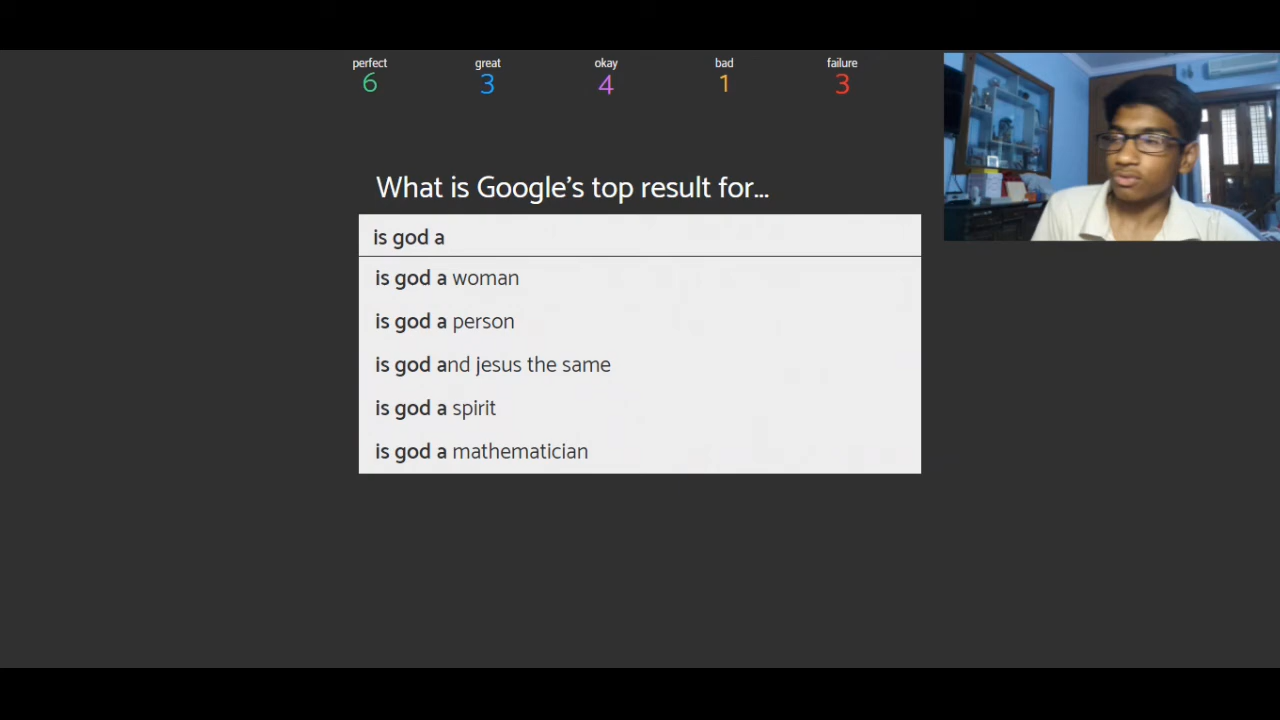 perfect great okay bad failure
6 3 4 1 3
What is Google's top result for...
is god a
is god a woman
is god a person
is god and jesus the same
is god a spirit
is god a mathematician